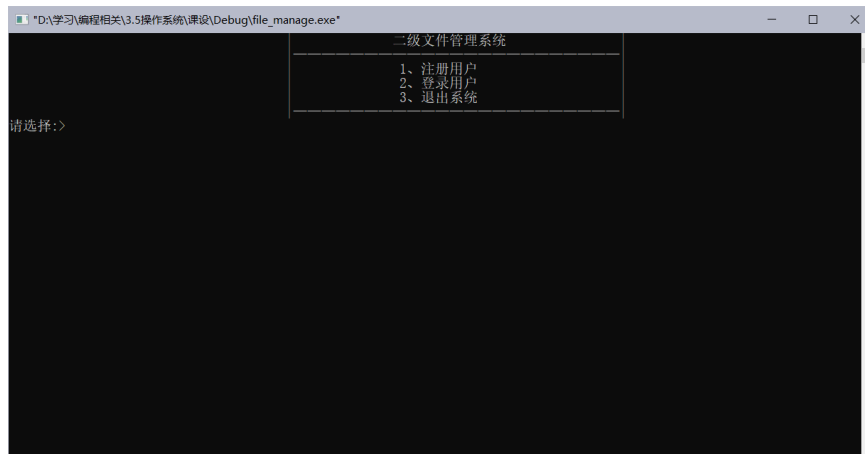 "D:\学习\编程相关\3.5操作系统\课设\Debug\file_manage.exe"
二级文件管理系统
1、注册用户
2、登录用户
3、退出系统
请选择:>